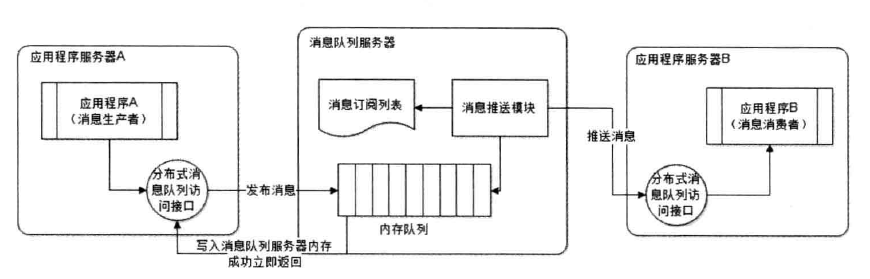 应用程序服务器A
应用程序A
（消息生产者）
分布式消
息队列访
问接口
发布消息
写入消息队列服务器内存
成功立即返回
消息队列服务器
消息订阅列表
消息推送模块
内存队列
推送消息
应用程序服务器B
应用程序B
（消息消费者）
分布式消
息队列访
问接口